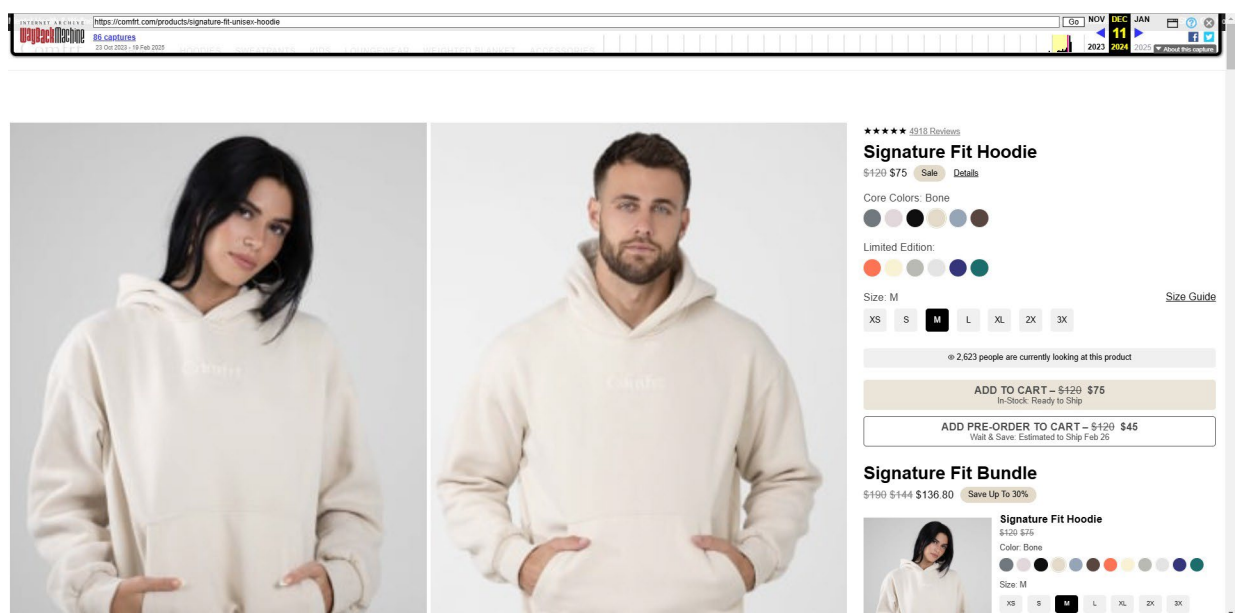 INTERNET ARCHIVE
WayBackMachine
https://comfrt.com/products/signature-fit-unisex-hoodie
Go
86 captures
23 Oct 2023 - 19 Feb 2025
NOV DEC JAN
11
2023 2024 2025
About this capture
★★★★★ 4918 Reviews
Signature Fit Hoodie
$120 $75 Sale Details
Core Colors: Bone
Limited Edition:
Size: M Size Guide
XS S M L XL 2X 3X
2,623 people are currently looking at this product
ADD TO CART – $120 $75
In-Stock: Ready to Ship
ADD PRE-ORDER TO CART – $120 $45
Wait & Save: Estimated to Ship Feb 26
Signature Fit Bundle
$190 $144 $136.80 Save Up To 30%
Signature Fit Hoodie
$120 $75
Color: Bone
Size: M
XS S M L XL 2X 3X